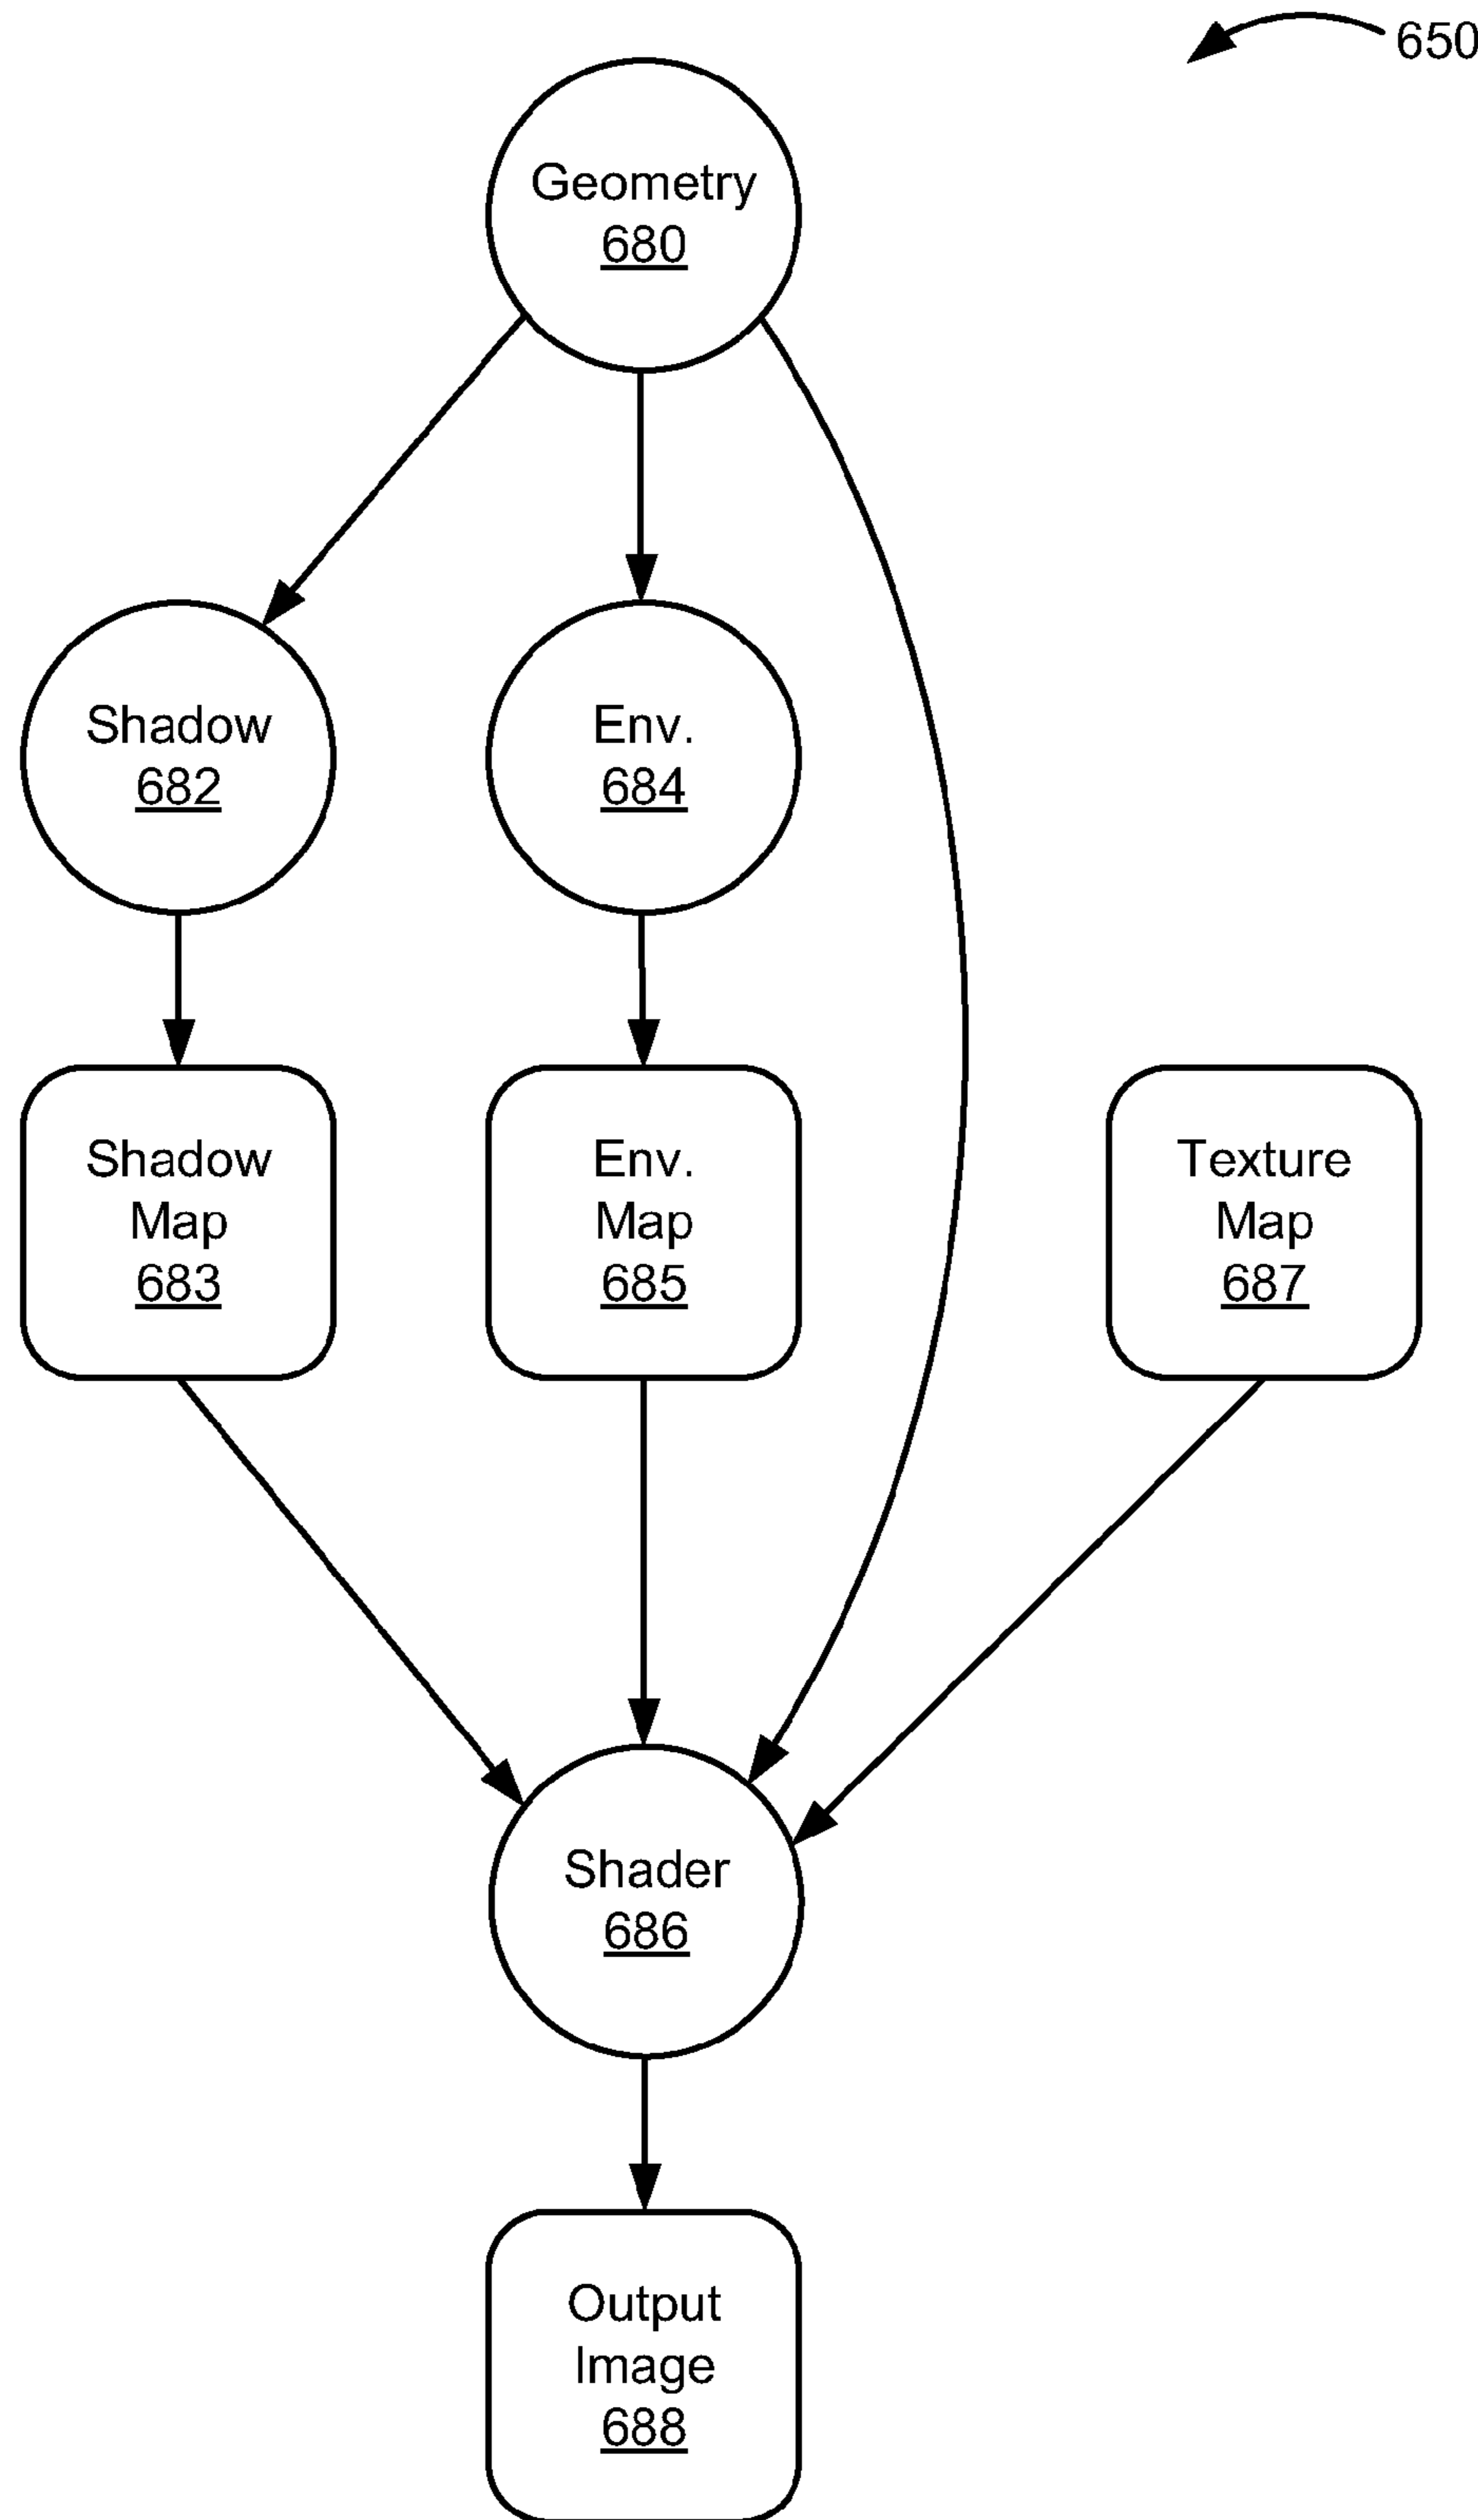 650
Geometry
680
Shadow
682
Env.
684
Shadow
Map
683
Env.
Map
685
Texture
Map
687
Shader
686
Output
Image
688